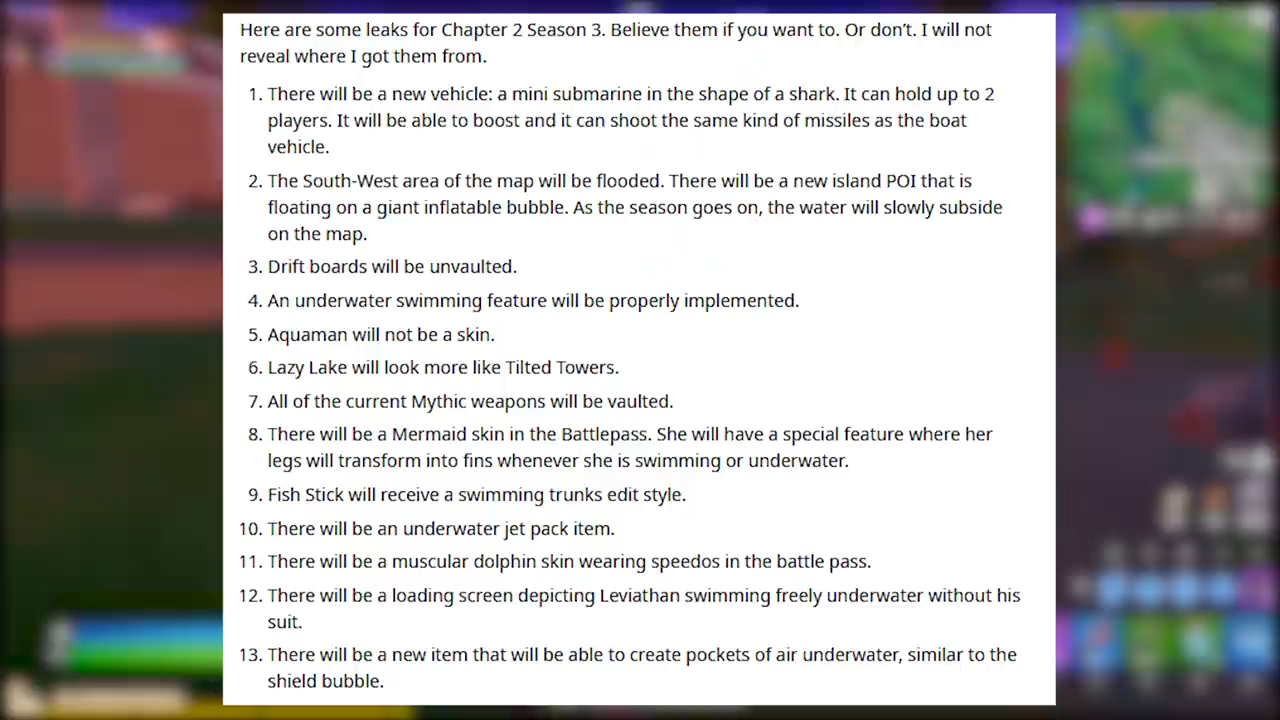 Here are some leaks for Chapter 2 Season 3. Believe them if you want to. Or don’t. I will not
reveal where I got them from.
1. There will be a new vehicle: a mini submarine in the shape of a shark. It can hold up to 2
players. It will be able to boost and it can shoot the same kind of missiles as the boat
vehicle.
2. The South-West area of the map will be flooded. There will be a new island POI that is
floating on a giant inflatable bubble. As the season goes on, the water will slowly subside
on the map.
3. Drift boards will be unvaulted.
4. An underwater swimming feature will be properly implemented.
5. Aquaman will not be a skin.
6. Lazy Lake will look more like Tilted Towers.
7. All of the current Mythic weapons will be vaulted.
8. There will be a Mermaid skin in the Battlepass. She will have a special feature where her
legs will transform into fins whenever she is swimming or underwater.
9. Fish Stick will receive a swimming trunks edit style.
10. There will be an underwater jet pack item.
11. There will be a muscular dolphin skin wearing speedos in the battle pass.
12. There will be a loading screen depicting Leviathan swimming freely underwater without his
suit.
13. There will be a new item that will be able to create pockets of air underwater, similar to the
shield bubble.